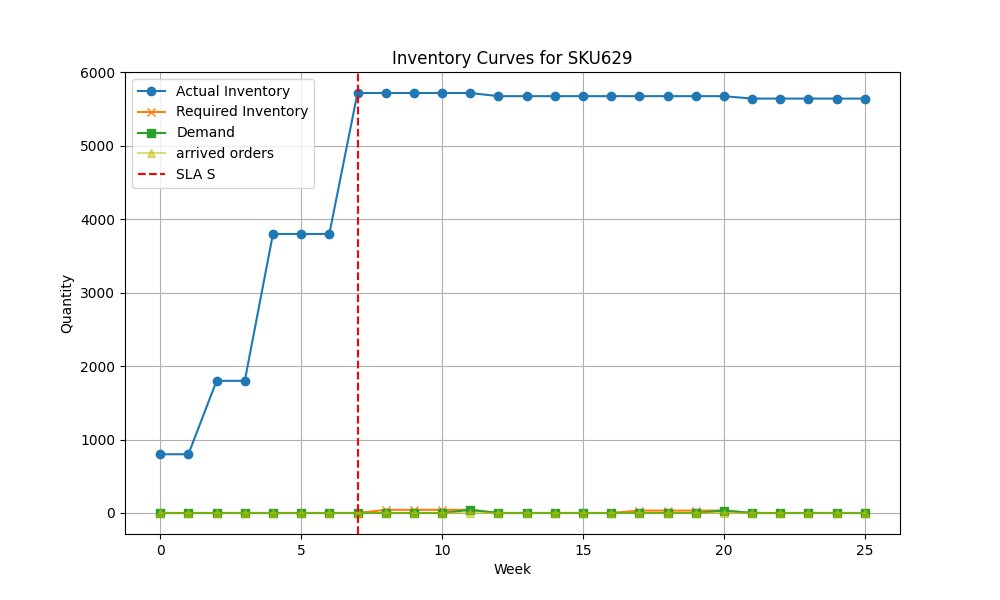 Inventory Curves for SKU629
Actual Inventory
Required Inventory
Demand
arrived orders
SLA S
6000
5000
4000
3000
2000
1000
0
Quantity
0 5 10 15 20 25
Week